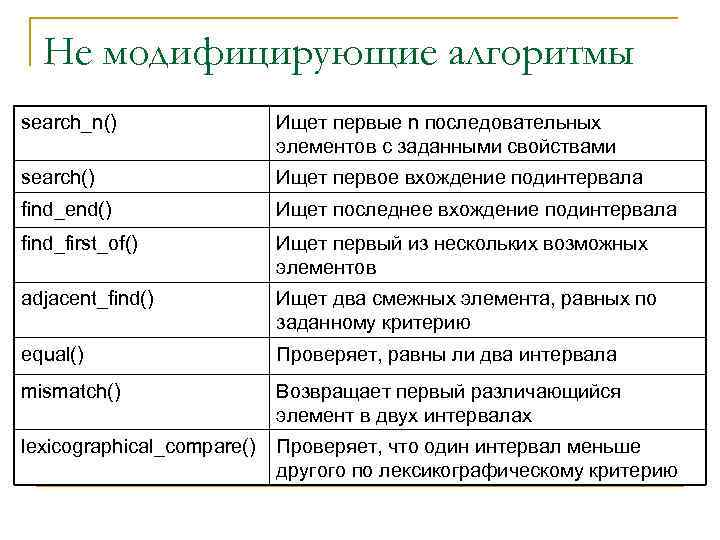 Не модифицирующие алгоритмы
search_n()
Ищет первые n последовательных
элементов с заданными свойствами
search()
Ищет первое вхождение подинтервала
find_end()
Ищет последнее вхождение подинтервала
find_first_of()
Ищет первый из нескольких возможных
элементов
adjacent_find()
Ищет два смежных элемента, равных по
заданному критерию
equal()
Проверяет, равны ли два интервала
mismatch()
Возвращает первый различающийся
элемент в двух интервалах
lexicographical_compare()
Проверяет, что один интервал меньше
другого по лексикографическому критерию